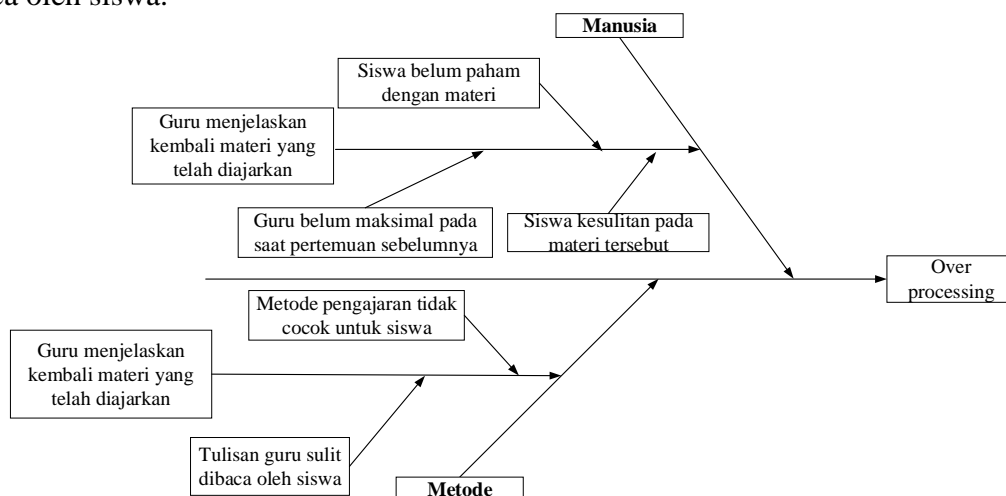 oleh siswa.
Manusia
Siswa belum paham
dengan materi
Guru menjelaskan
kembali materi yang
telah diajarkan
Guru belum maksimal pada
saat pertemuan sebelumnya
Siswa kesulitan pada
materi tersebut
Over
processing
Metode pengajaran tidak
cocok untuk siswa
Guru menjelaskan
kembali materi yang
telah diajarkan
Tulisan guru sulit
dibaca oleh siswa
Metode